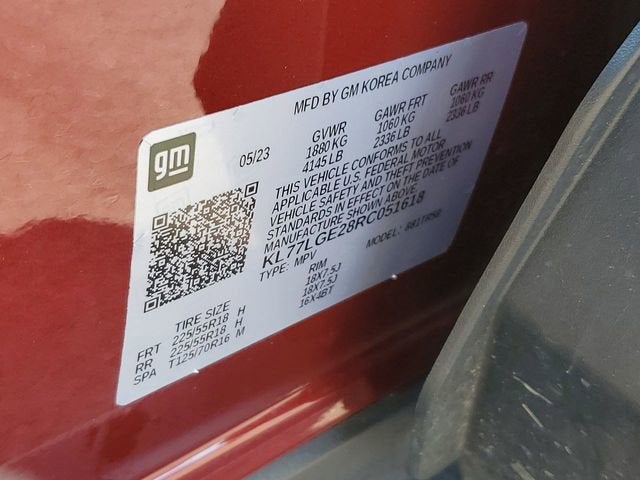 MFD BY GM KOREA COMPANY
gm
05/23
GVWR GAWR FRT GAWR RR
1880 KG 1060 KG 1060 KG
4145 LB 2336 LB 2336 LB
THIS VEHICLE CONFORMS TO ALL
APPLICABLE U.S. FEDERAL MOTOR
VEHICLE SAFETY AND THEFT PREVENTION
STANDARDS IN EFFECT ON THE DATE OF
MANUFACTURE SHOWN ABOVE.
KL77LGE28RC051618
TYPE: MPV MODEL:
TIRE SIZE RIM
FRT 225/55R18 H 18X7.5J
RR 225/55R18 H 18X7.5J
SPA T125/70R16 M 16X4BT